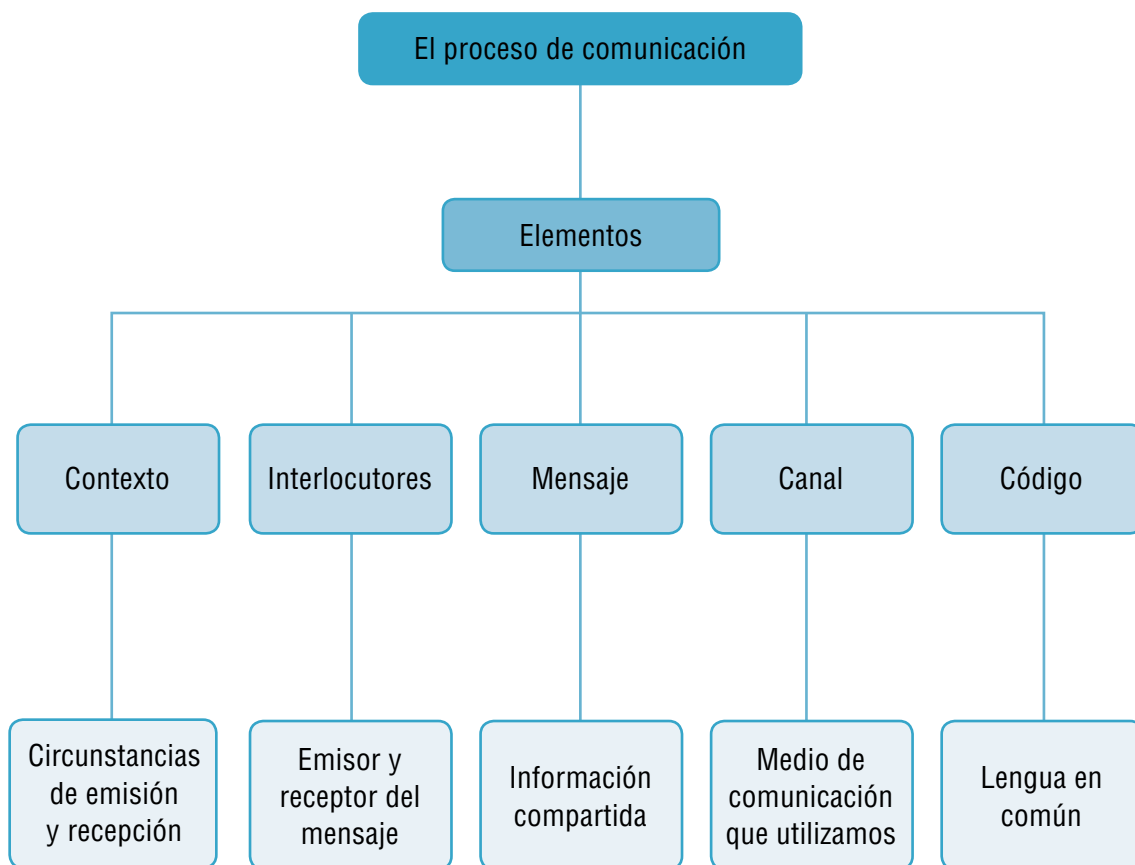 El proceso de comunicación
Elementos
Contexto
Interlocutores
Mensaje
Canal
Código
Circunstancias
de emisión
y recepción
Emisor y
receptor del
mensaje
Información
compartida
Medio de
comunicación
que utilizamos
Lengua en
común